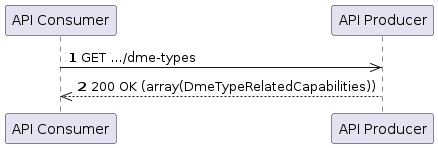 API Consumer API Producer
1 GET .../dme-types
2 200 OK (array(DmeTypeRelatedCapabilities))
API Consumer API Producer